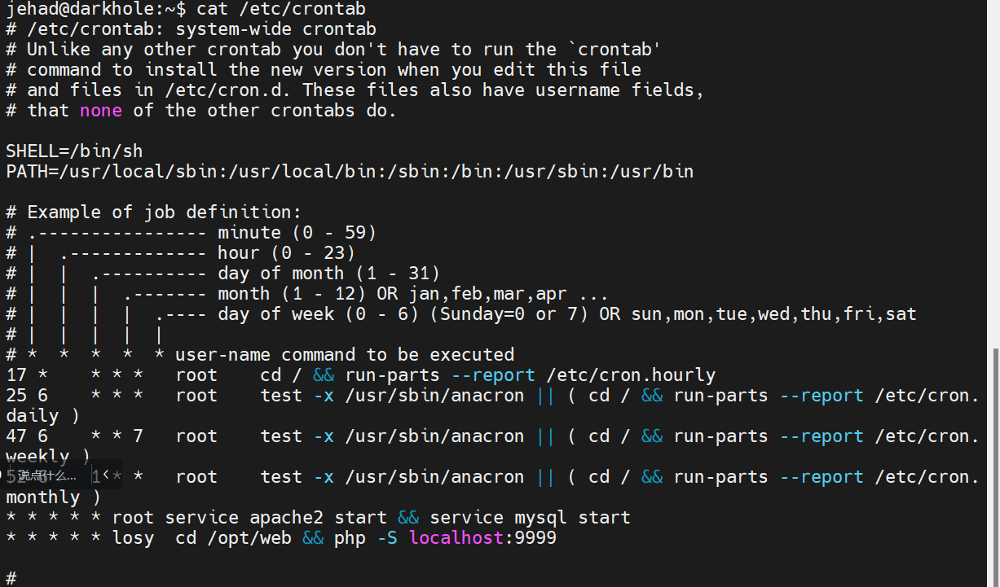 jehad@darkhole:~$ cat /etc/crontab
# /etc/crontab: system-wide crontab
# Unlike any other crontab you don't have to run the `crontab'
# command to install the new version when you edit this file
# and files in /etc/cron.d. These files also have username fields,
# that none of the other crontabs do.

SHELL=/bin/sh
PATH=/usr/local/sbin:/usr/local/bin:/sbin:/bin:/usr/sbin:/usr/bin

# Example of job definition:
# .---------------- minute (0 - 59)
# |  .------------- hour (0 - 23)
# |  |  .---------- day of month (1 - 31)
# |  |  |  .------- month (1 - 12) OR jan,feb,mar,apr ...
# |  |  |  |  .---- day of week (0 - 6) (Sunday=0 or 7) OR sun,mon,tue,wed,thu,fri,sat
# |  |  |  |  |
# *  *  *  *  * user-name command to be executed
17 *    * * *   root    cd / && run-parts --report /etc/cron.hourly
25 6    * * *   root    test -x /usr/sbin/anacron || ( cd / && run-parts --report /etc/cron.
daily )
47 6    * * 7   root    test -x /usr/sbin/anacron || ( cd / && run-parts --report /etc/cron.
weekly )
52 6    1 * *   root    test -x /usr/sbin/anacron || ( cd / && run-parts --report /etc/cron.
说点什么...
monthly )
* * * * * root service apache2 start && service mysql start
* * * * * losy  cd /opt/web && php -S localhost:9999

#